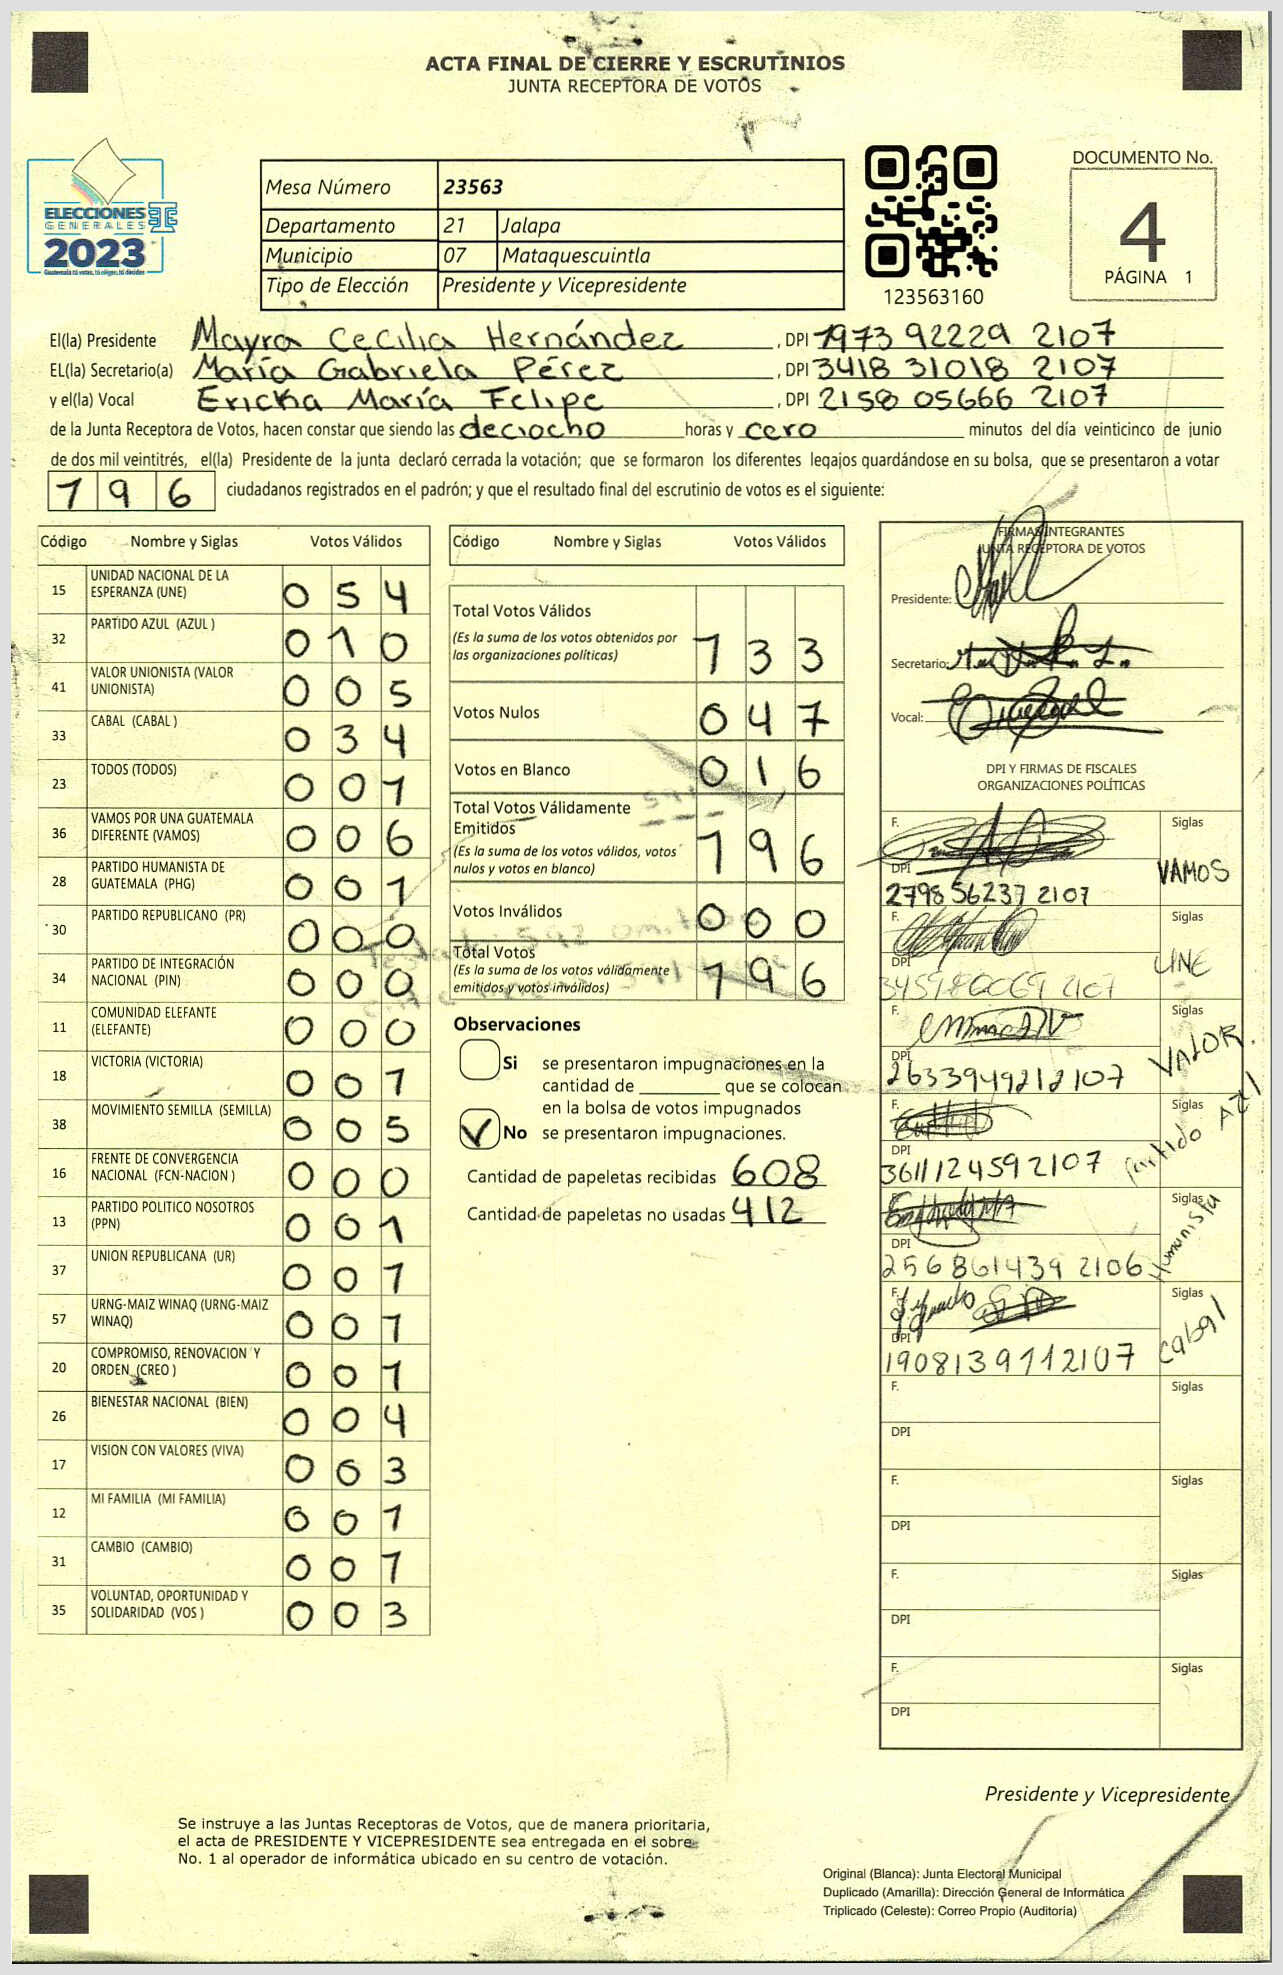 ACTA FINAL DE CIERRE Y ESCRUTINIOS
JUNTA RECEPTORA DE VOTOS
ELECCIONES
GENERALES
2023
Guatemala tú votas, tú eliges, tú decides
Mesa Número 23563
Departamento 21 Jalapa
Municipio 07 Mataquescuintla
Tipo de Elección Presidente y Vicepresidente
123563160
DOCUMENTO No.
4
PÁGINA 1
El(la) Presidente Mayra Cecilia Hernández, DPI 1973 92229 2107
EL(la) Secretario(a) María Gabriela Pérez, DPI 3418 31018 2107
y el(la) Vocal Ericka María Felipe, DPI 2158 05666 2107
de la Junta Receptora de Votos, hacen constar que siendo las deciocho horas y cero minutos del día veinticinco de junio
de dos mil veintitrés, el(la) Presidente de la junta declaró cerrada la votación; que se formaron los diferentes legajos guardándose en su bolsa, que se presentaron a votar
1 9 6 ciudadanos registrados en el padrón; y que el resultado final del escrutinio de votos es el siguiente:
Código Nombre y Siglas Votos Válidos
15 UNIDAD NACIONAL DE LA
ESPERANZA (UNE) 0 5 4
32 PARTIDO AZUL (AZUL ) 0 1 0
41 VALOR UNIONISTA (VALOR
UNIONISTA) 0 0 5
33 CABAL (CABAL ) 0 3 4
23 TODOS (TODOS) 0 0 1
36 VAMOS POR UNA GUATEMALA
DIFERENTE (VAMOS) 0 0 6
28 PARTIDO HUMANISTA DE
GUATEMALA (PHG) 0 0 1
30 PARTIDO REPUBLICANO (PR) 0 0 0
34 PARTIDO DE INTEGRACIÓN
NACIONAL (PIN) 0 0 0
11 COMUNIDAD ELEFANTE
(ELEFANTE) 0 0 0
18 VICTORIA (VICTORIA) 0 0 1
38 MOVIMIENTO SEMILLA (SEMILLA) 0 0 5
16 FRENTE DE CONVERGENCIA
NACIONAL (FCN-NACION ) 0 0 0
13 PARTIDO POLITICO NOSOTROS
(PPN) 0 0 1
37 UNION REPUBLICANA (UR) 0 0 1
57 URNG-MAIZ WINAQ (URNG-MAIZ
WINAQ) 0 0 1
20 COMPROMISO, RENOVACION Y
ORDEN (CREO ) 0 0 1
26 BIENESTAR NACIONAL (BIEN) 0 0 4
17 VISION CON VALORES (VIVA) 0 0 3
12 MI FAMILIA (MI FAMILIA) 0 0 1
31 CAMBIO (CAMBIO) 0 0 1
35 VOLUNTAD, OPORTUNIDAD Y
SOLIDARIDAD (VOS ) 0 0 3
Código Nombre y Siglas Votos Válidos
Total Votos Válidos
(Es la suma de los votos obtenidos por
las organizaciones políticas) 1 3 3
Votos Nulos 0 4 7
Votos en Blanco 0 1 6
Total Votos Válidamente
Emitidos
(Es la suma de los votos válidos, votos
nulos y votos en blanco) 1 9 6
Votos Inválidos 0 0 0
Total Votos
(Es la suma de los votos válidamente
emitidos y votos inválidos) 1 9 6
Observaciones
Si se presentaron impugnaciones en la
cantidad de ________ que se colocan
en la bolsa de votos impugnados
No se presentaron impugnaciones.
Cantidad de papeletas recibidas 608
Cantidad de papeletas no usadas 412
FIRMAS INTEGRANTES
JUNTA RECEPTORA DE VOTOS
Presidente:
Secretario:
Vocal:
DPI Y FIRMAS DE FISCALES
ORGANIZACIONES POLÍTICAS
F. Siglas
VAMOS
DPI
2798 56237 2107
F. Siglas
UNE
DPI
F. Siglas
VALOR.
DPI
2633949212107
F. Siglas
Partido Azul
DPI
3611124592107
F. Siglas
Humanista
DPI
256861439 2106
F. Siglas
cabal
DPI
1908139112107
F. Siglas
DPI
F. Siglas
DPI
F. Siglas
DPI
F. Siglas
DPI
Presidente y Vicepresidente
Se instruye a las Juntas Receptoras de Votos, que de manera prioritaria,
el acta de PRESIDENTE Y VICEPRESIDENTE sea entregada en el sobre
No. 1 al operador de informática ubicado en su centro de votación.
Original (Blanca): Junta Electoral Municipal
Duplicado (Amarilla): Dirección General de Informática
Triplicado (Celeste): Correo Propio (Auditoría)